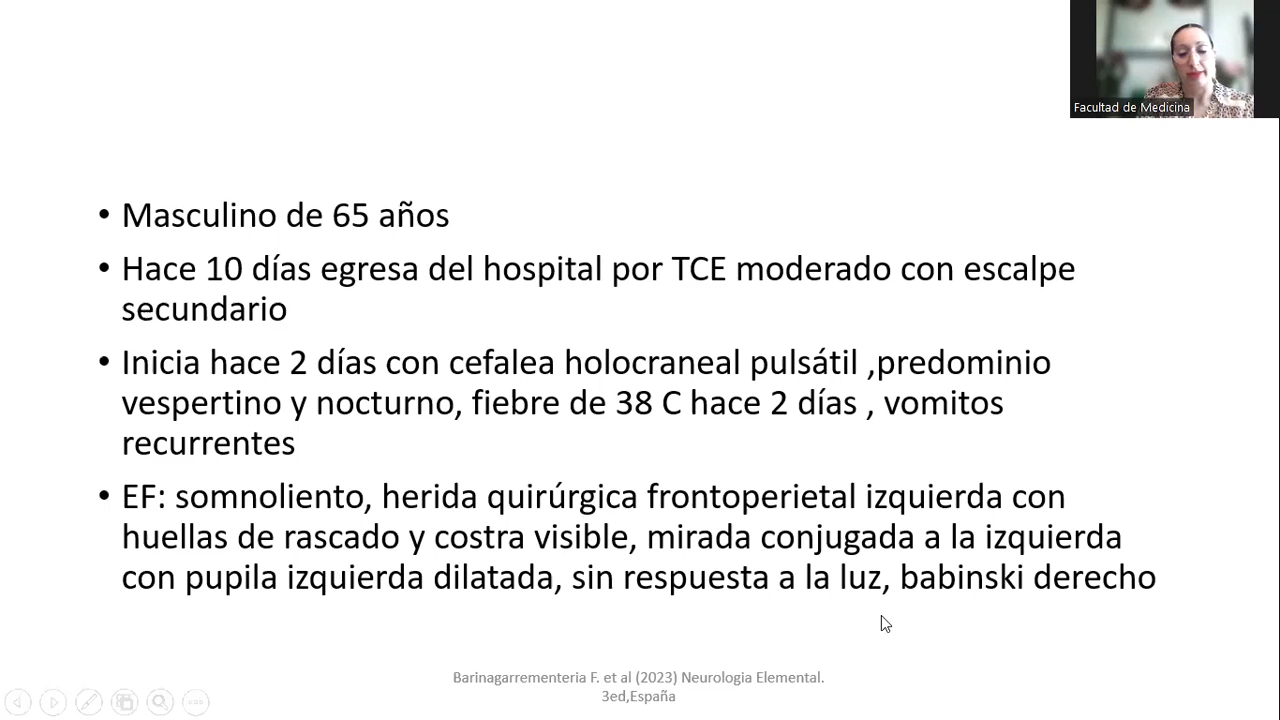 Facultad de Medicina
• Masculino de 65 años
• Hace 10 días egresa del hospital por TCE moderado con escalpe
secundario
• Inicia hace 2 días con cefalea holocraneal pulsátil ,predominio
vespertino y nocturno, fiebre de 38 C hace 2 días , vomitos
recurrentes
• EF: somnoliento, herida quirúrgica frontoperietal izquierda con
huellas de rascado y costra visible, mirada conjugada a la izquierda
con pupila izquierda dilatada, sin respuesta a la luz, babinski derecho
Barinagarrementeria F. et al (2023) Neurologia Elemental.
3ed,España